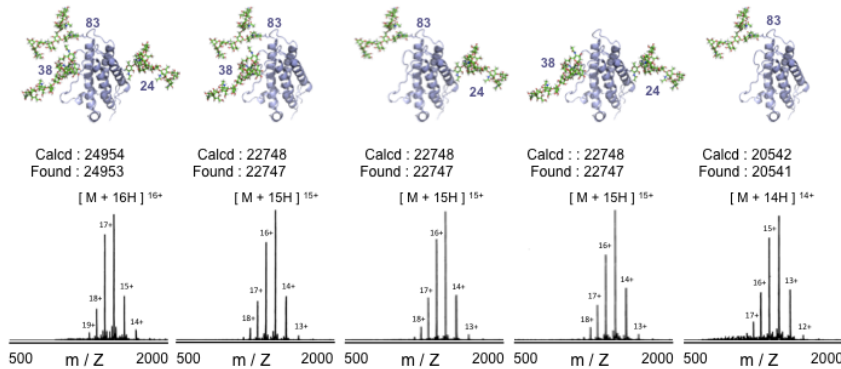 83
38
24
Calcd : 24954
Found : 24953
[ M + 16H ] 16+
17+
18+
15+
19+
14+
500 m / Z 2000
83
38
Calcd : 22748
Found : 22747
[ M + 15H ] 15+
16+
17+
14+
18+
13+
500 m / Z 2000
83
24
Calcd : 22748
Found : 22747
[ M + 15H ] 15+
16+
17+
14+
18+
13+
500 m / Z 2000
38
24
Calcd : : 22748
Found : 22747
[ M + 15H ] 15+
16+
17+
14+
18+
13+
500 m / Z 2000
83
Calcd : 20542
Found : 20541
[ M + 14H ] 14+
15+
16+
13+
17+
12+
500 m / Z 2000